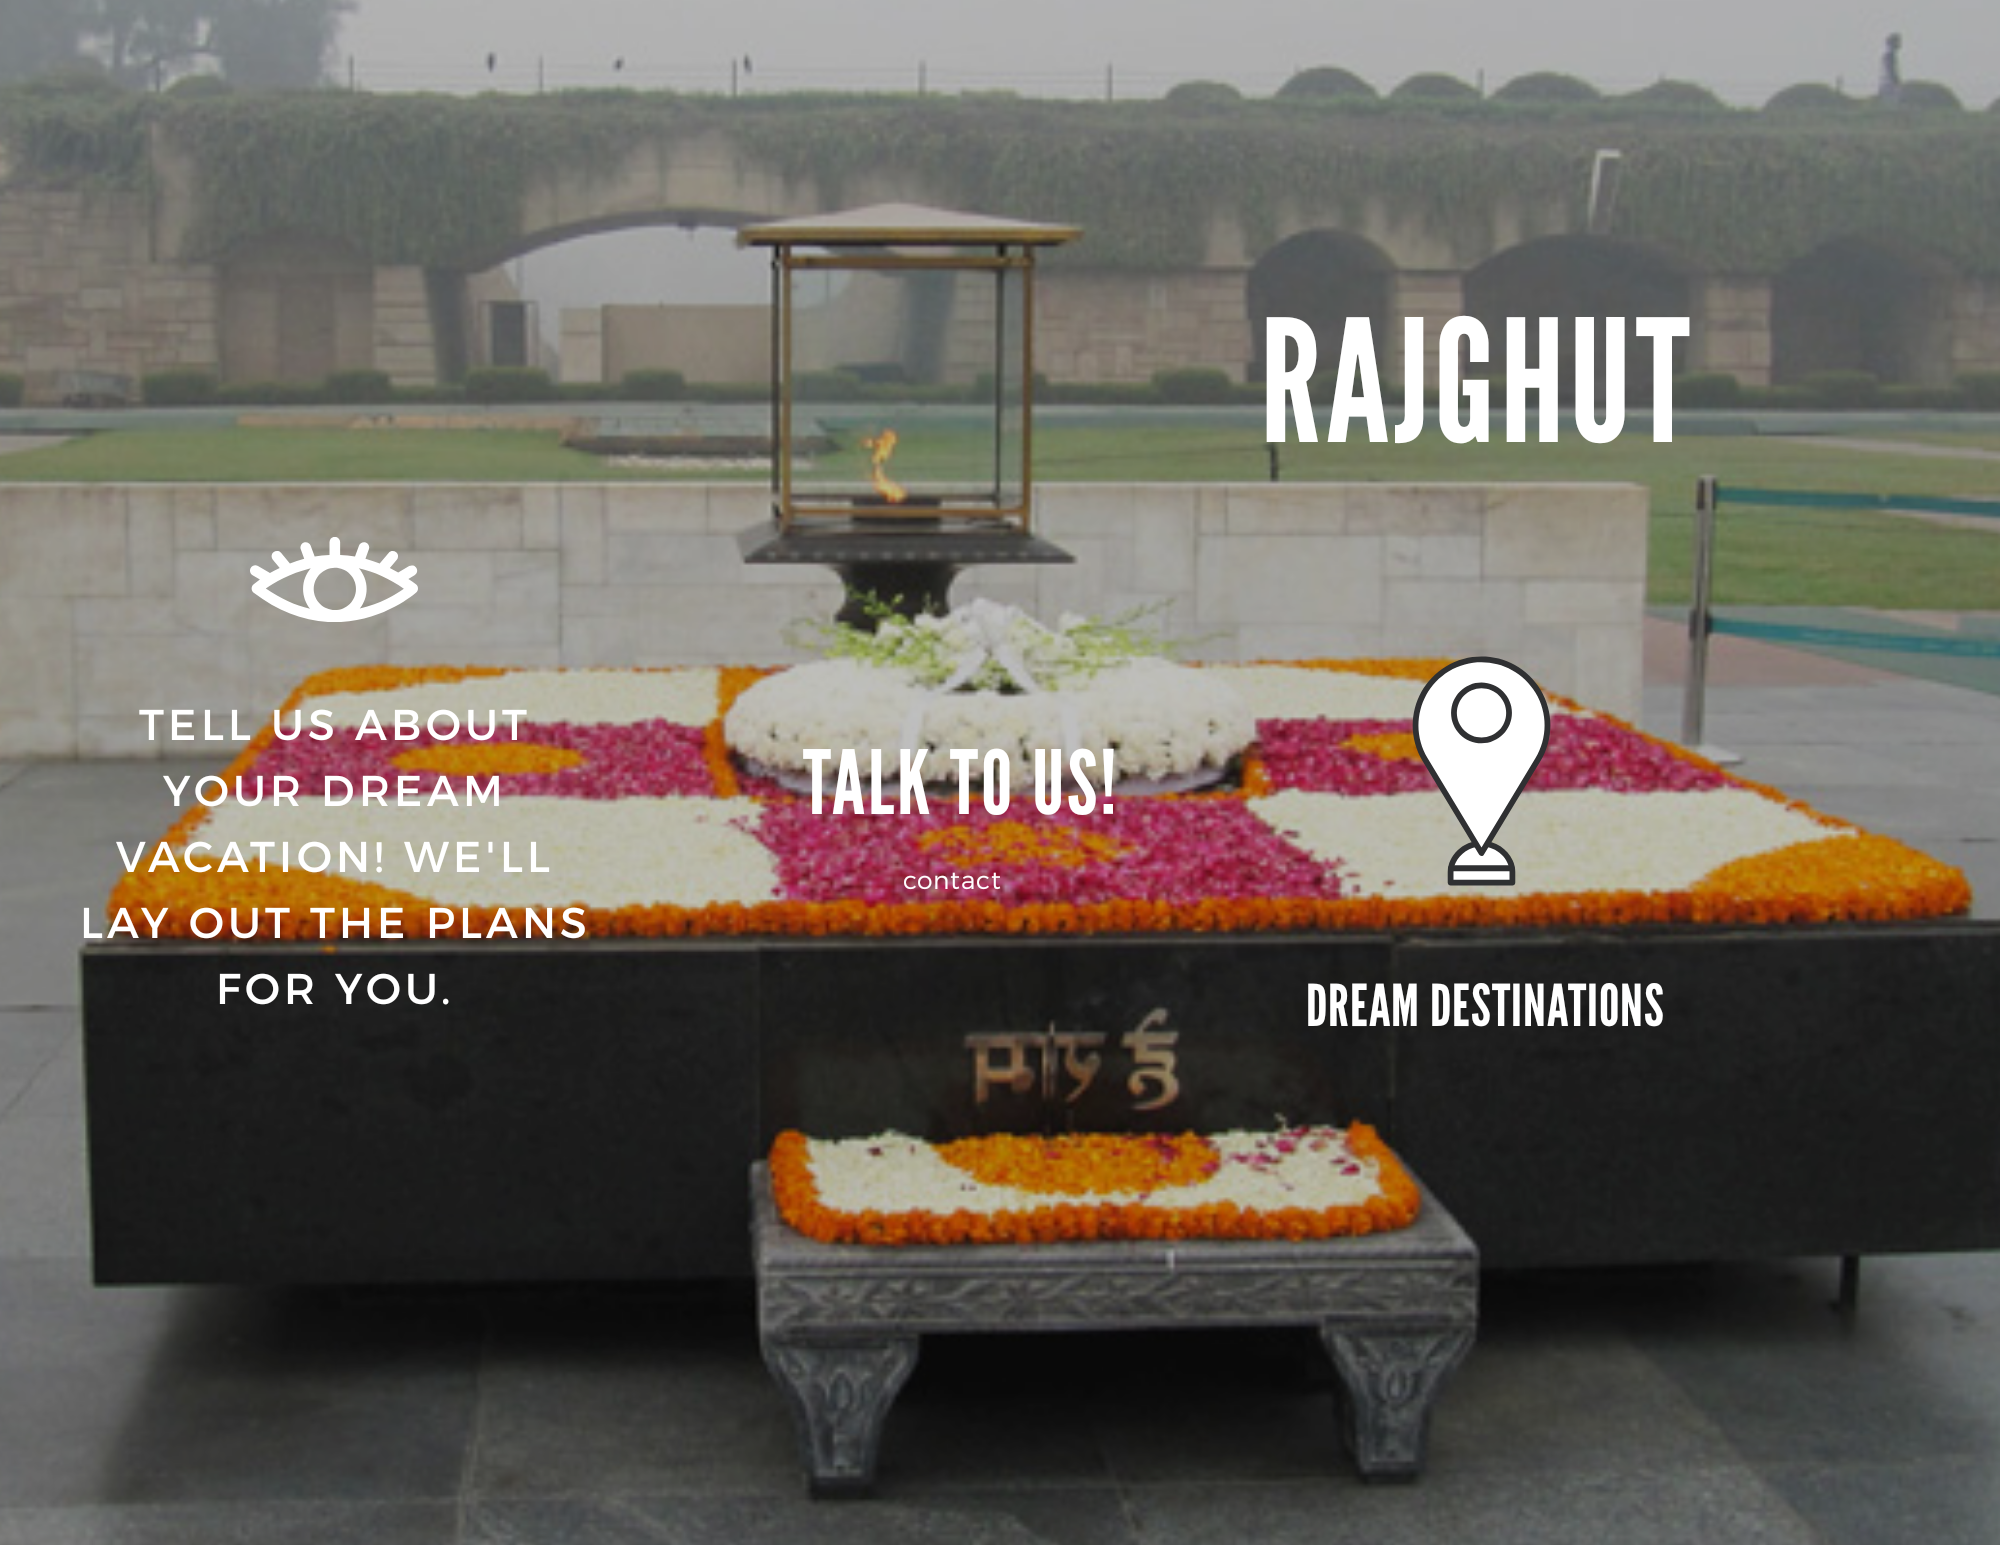 RAJGHUT
TELL US ABOUT
YOUR DREAM
VACATION! WE'LL
LAY OUT THE PLANS
FOR YOU.
TALK TO US!
contact
DREAM DESTINATIONS
हे राम